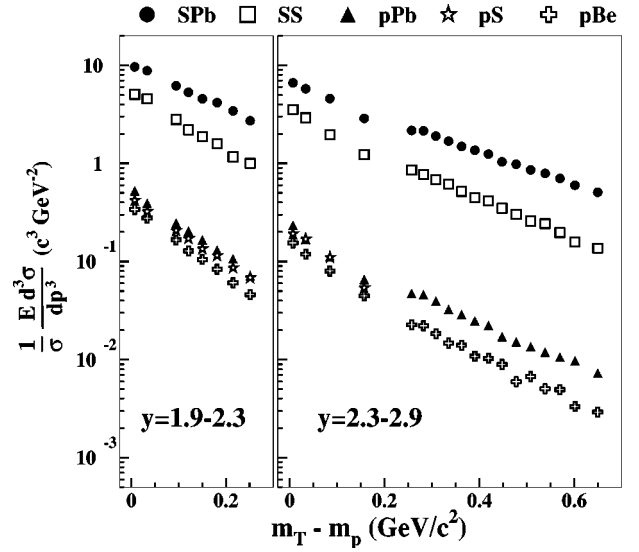 SPb SS pPb pS pBe
10
1
10⁻¹
10⁻²
10⁻³
1/σ E d³σ/dp³ (c³ GeV⁻²)
y=1.9-2.3
y=2.3-2.9
0 0.2 0 0.2 0.4 0.6
m_T - m_p (GeV/c²)